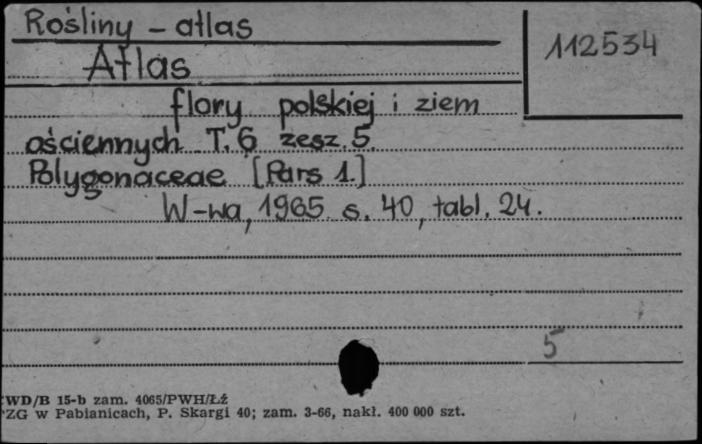 Rośliny - atlas
112534
Atlas
flory polskiej i ziem
ościennych T. 6 zesz. 5.
Polygonaceae [Pars 1.]
W-wa, 1965 s. 40, tabl. 24.
5
WD/B 15-b zam. 4065/PWH/Łź
ZG w Pabianicach, P. Skargi 40; zam. 3-66, nakł. 400 000 szt.